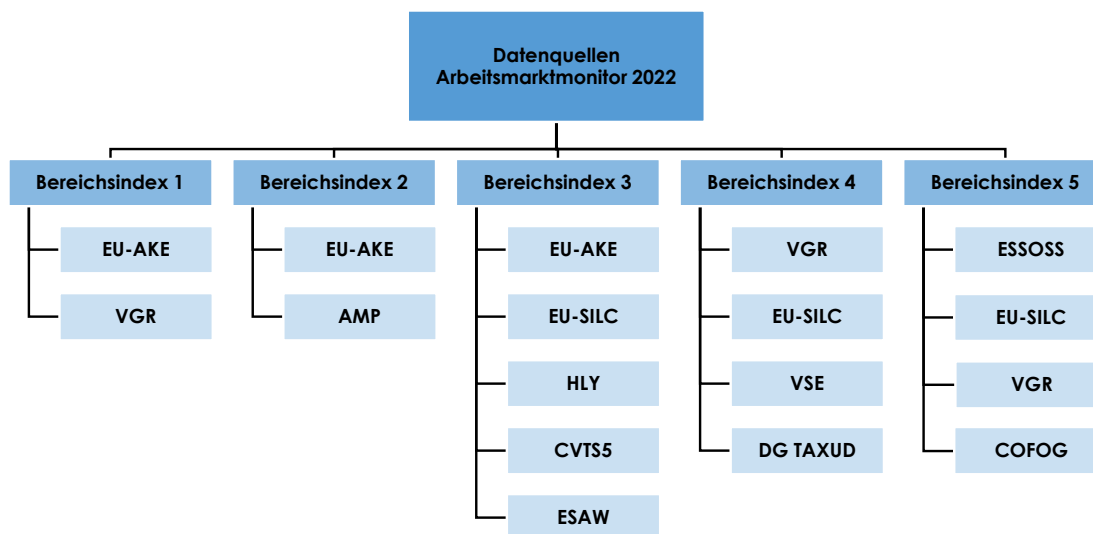 Datenquellen
Arbeitsmarktmonitor 2022
Bereichsindex 1
EU-AKE
VGR
Bereichsindex 2
EU-AKE
AMP
Bereichsindex 3
EU-AKE
EU-SILC
HLY
CVTS5
ESAW
Bereichsindex 4
VGR
EU-SILC
VSE
DG TAXUD
Bereichsindex 5
ESSOSS
EU-SILC
VGR
COFOG